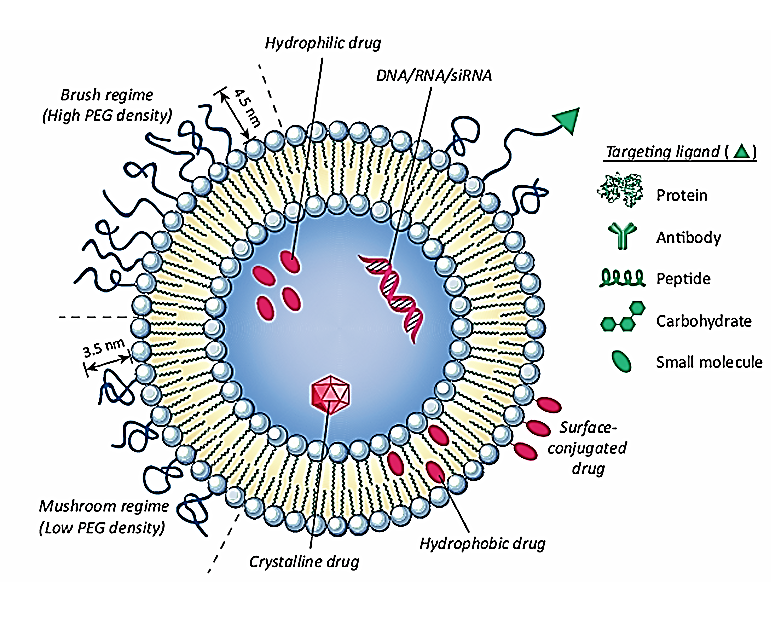 Hydrophilic drug
DNA/RNA/siRNA
Brush regime
(High PEG density)
4.5 nm
Targeting ligand (▲)
Protein
Antibody
Peptide
Carbohydrate
Small molecule
3.5 nm
Surface-
conjugated
drug
Mushroom regime
(Low PEG density)
Hydrophobic drug
Crystalline drug